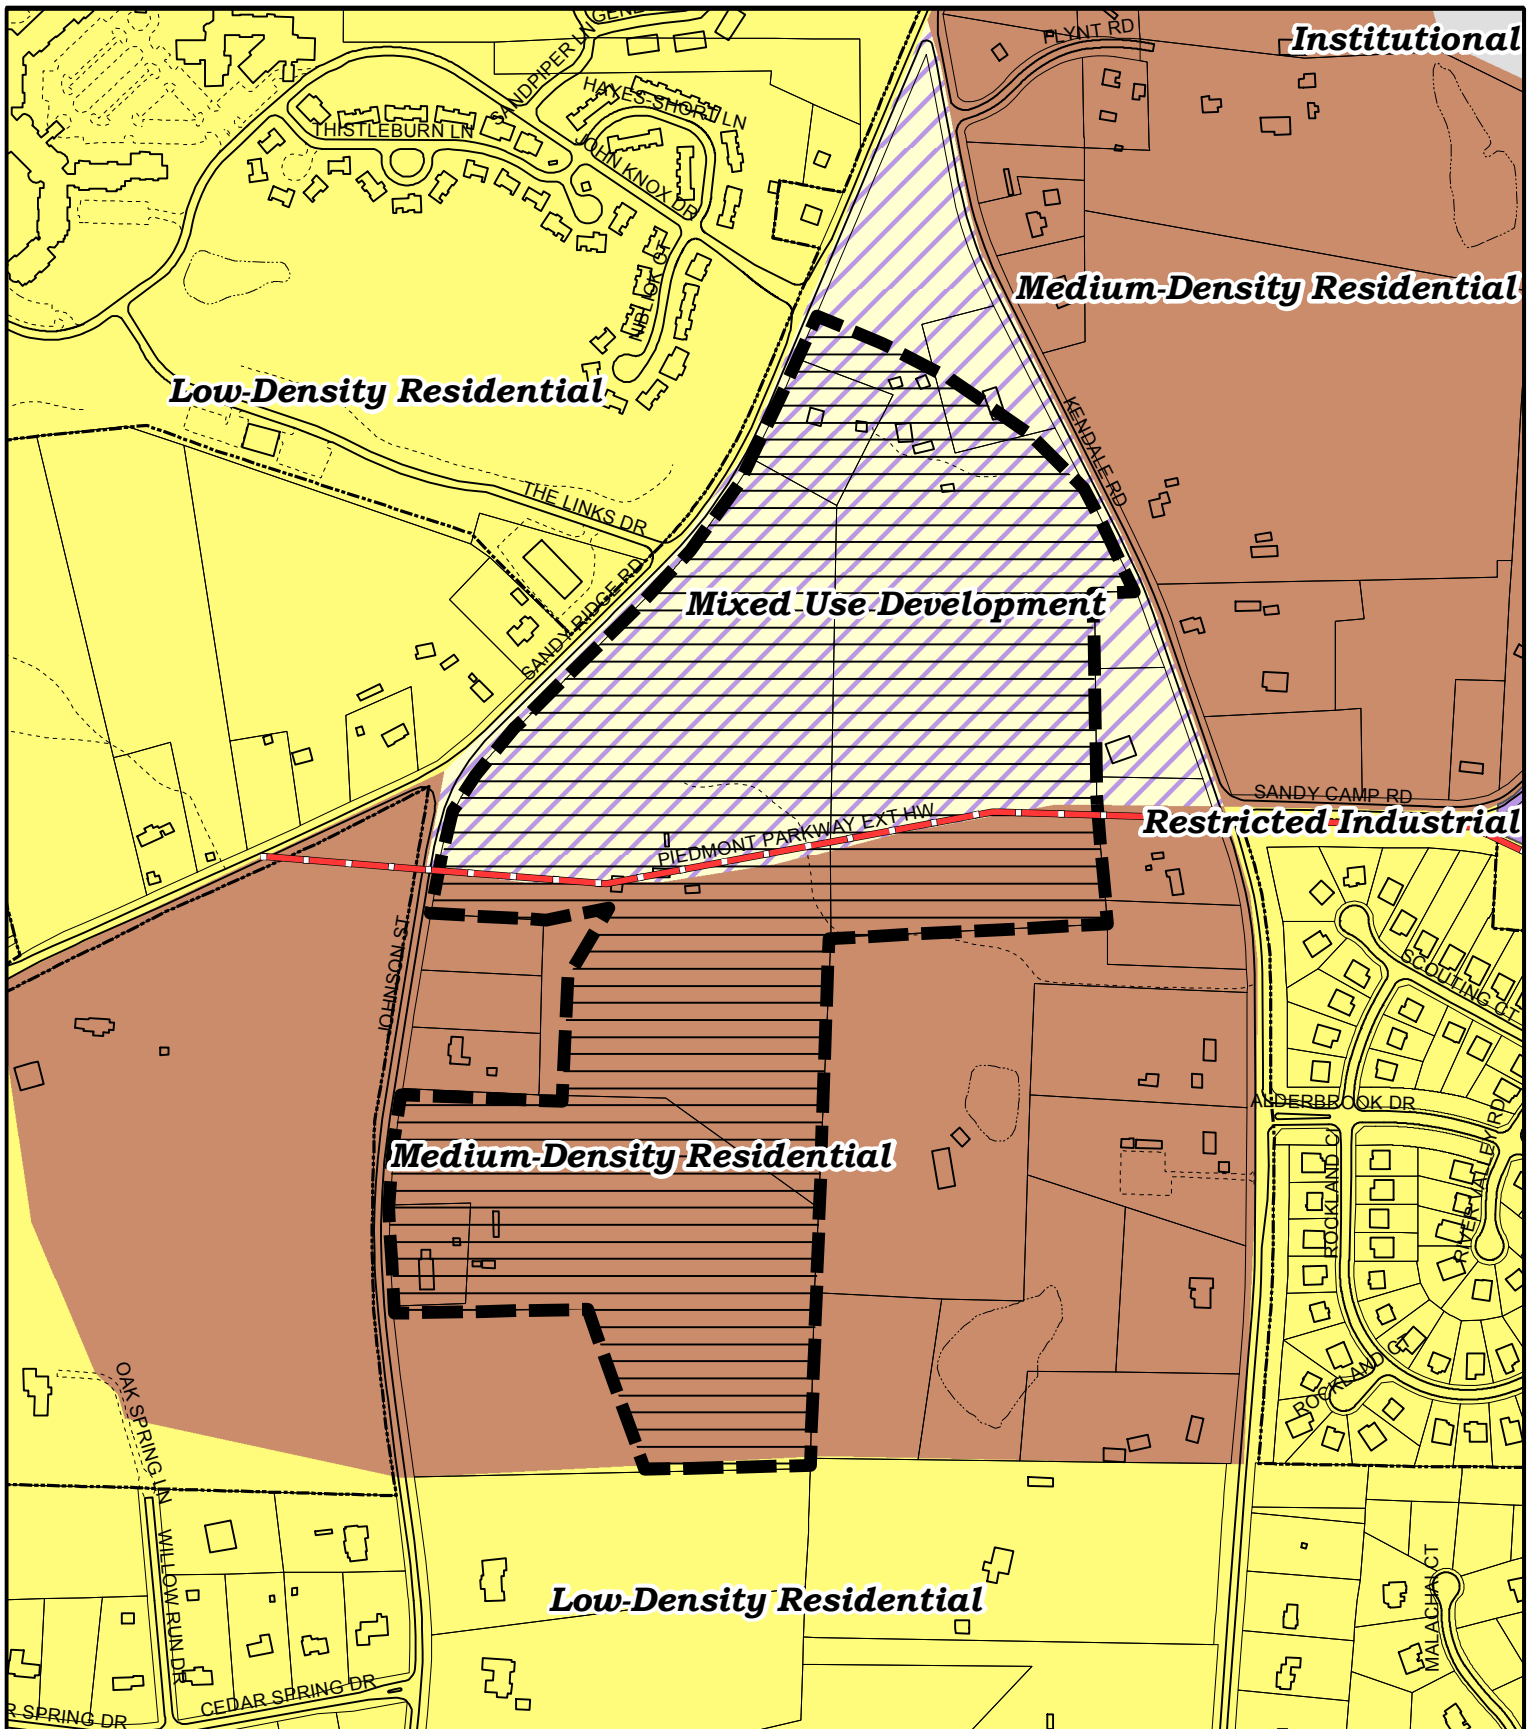 GENE
SANDPIPER LN
FLYNT RD
Institutional
HAYES-SHORT LN
THISTLEBURN LN
JOHN KNOX DR
NIBLICK CT
Medium-Density Residential
Low-Density Residential
KENDALE RD
THE LINKS DR
SANDY RIDGE RD
Mixed Use Development
SANDY CAMP RD
PIEDMONT PARKWAY EXT HW
Restricted Industrial
JOHNSON ST
SCOUTING CT
ALDERBROOK DR
Medium-Density Residential
ROCKLAND CI
RIVER VALLEY RD
ROCKLAND CI
OAK SPRING LN
WILLOW RUN DR
Low-Density Residential
MALACHAI CT
CEDAR SPRING DR
R SPRING DR